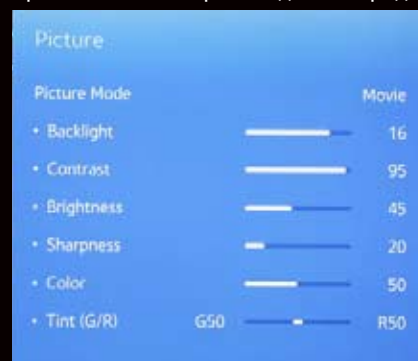 Picture
Picture Mode Movie
• Backlight 16
• Contrast 95
• Brightness 45
• Sharpness 20
• Color 50
• Tint (G/R) G50 R50